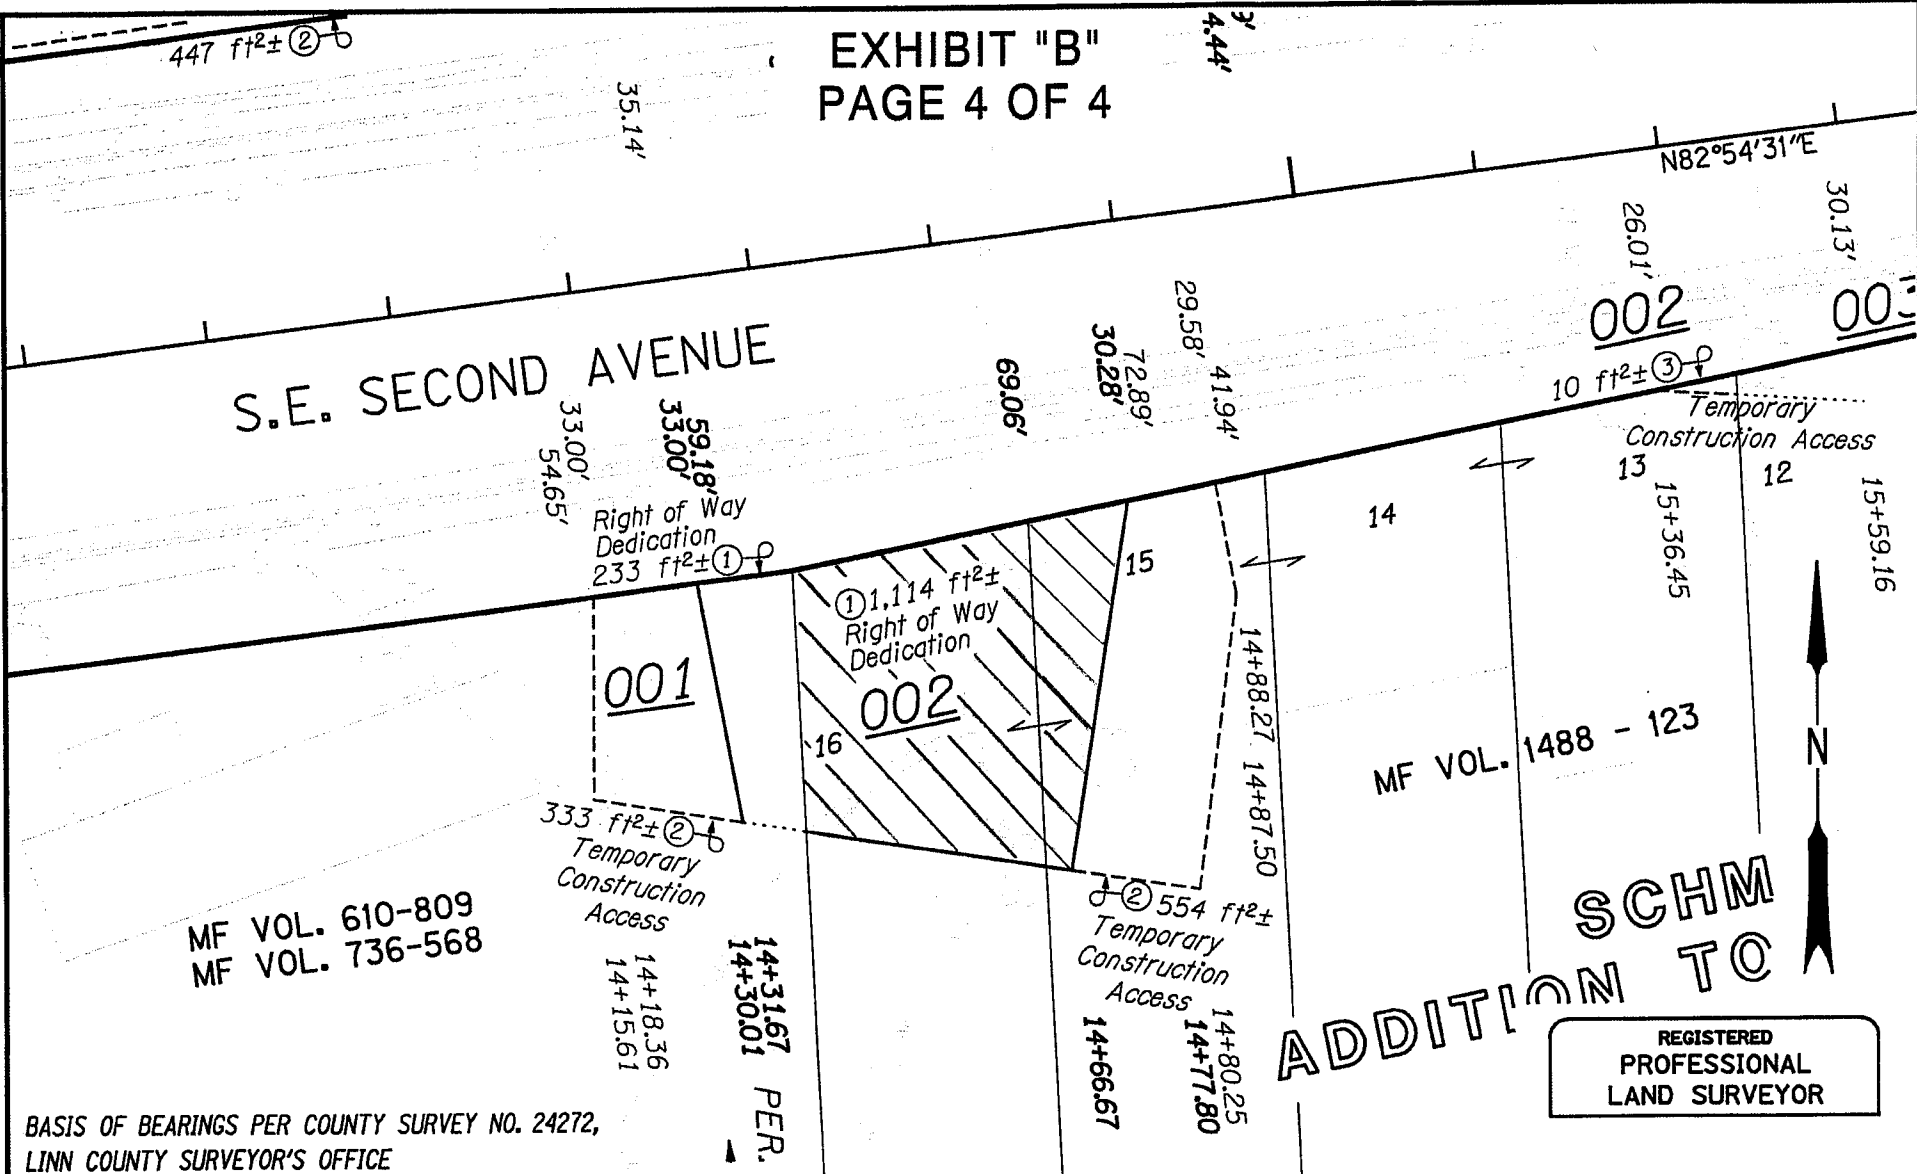 447 ft²± ②
EXHIBIT "B"
PAGE 4 OF 4
4.44'
35.14'
N82°54'31"E
26.01'
30.13'
002
S.E. SECOND AVENUE
29.58' 41.94'
72.89'
30.28'
69.06'
10 ft²± ③
Temporary
Construction Access
33.00'
54.65'
59.18'
33.00'
Right of Way
Dedication
233 ft²± ①
13
12
14
15
15+36.45
15+59.16
① 1,114 ft²±
Right of Way
Dedication
002
001
16
14+88.27 14+87.50
MF VOL. 1488 - 123
N
333 ft²± ②
Temporary
Construction
Access
② 554 ft²±
Temporary
Construction
Access
MF VOL. 610-809
MF VOL. 736-568
SCHM
ADDITION TO
14+18.36
14+15.61
14+31.67
14+30.01 PER.
14+66.67
14+80.25
14+77.80
REGISTERED
PROFESSIONAL
LAND SURVEYOR
BASIS OF BEARINGS PER COUNTY SURVEY NO. 24272,
LINN COUNTY SURVEYOR'S OFFICE